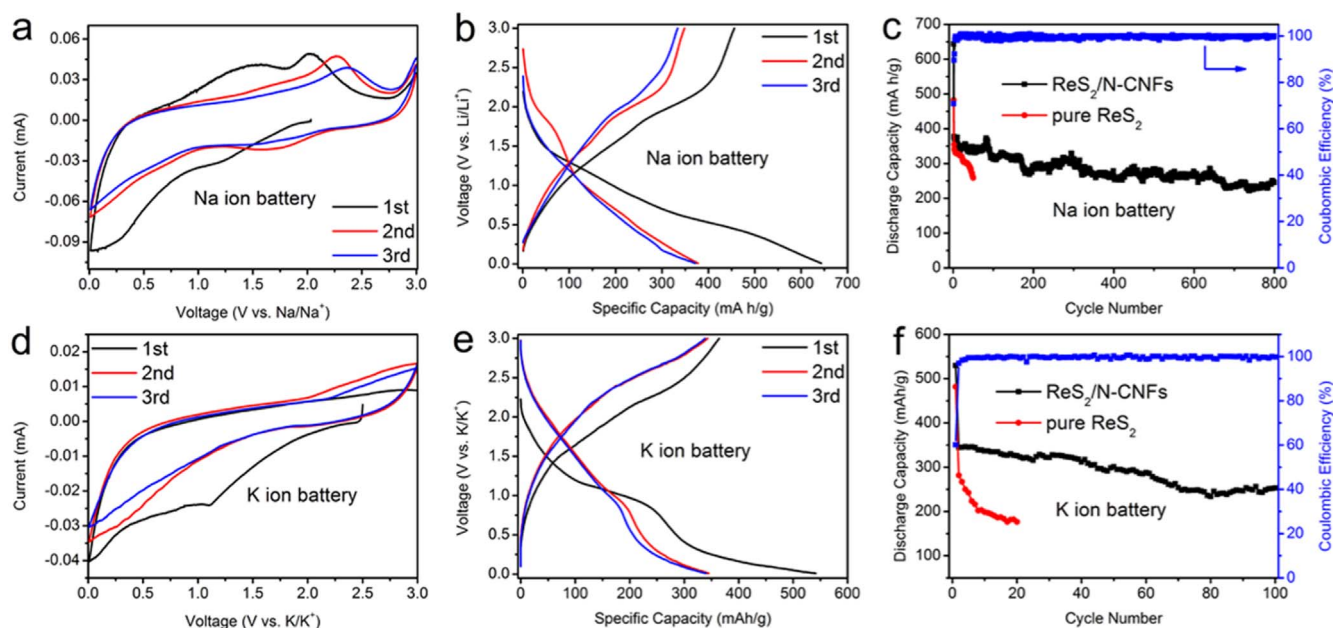 a
0.06
0.03
0.00
-0.03
-0.06
-0.09
Current (mA)
Na ion battery
1st
2nd
3rd
0.0 0.5 1.0 1.5 2.0 2.5 3.0
Voltage (V vs. Na/Na⁺)
b
3.0
2.5
2.0
1.5
1.0
0.5
0.0
Voltage (V vs. Li/Li⁺)
1st
2nd
3rd
Na ion battery
0 100 200 300 400 500 600 700
Specific Capacity (mA h/g)
c
700
600
500
400
300
200
100
0
Discharge Capacity (mA h/g)
ReS₂/N-CNFs
pure ReS₂
Na ion battery
100
80
60
40
20
0
Coubombic Efficiency (%)
0 200 400 600 800
Cycle Number
d
0.02
0.01
0.00
-0.01
-0.02
-0.03
-0.04
Current (mA)
1st
2nd
3rd
K ion battery
0.0 0.5 1.0 1.5 2.0 2.5 3.0
Voltage (V vs. K/K⁺)
e
3.0
2.5
2.0
1.5
1.0
0.5
0.0
Voltage (V vs. K/K⁺)
1st
2nd
3rd
K ion battery
0 100 200 300 400 500 600
Specific Capacity (mAh/g)
f
600
550
500
450
400
350
300
250
200
150
100
Discharge Capacity (mAh/g)
ReS₂/N-CNFs
pure ReS₂
K ion battery
100
80
60
40
20
0
Coulombic Efficiency (%)
0 20 40 60 80 100
Cycle Number